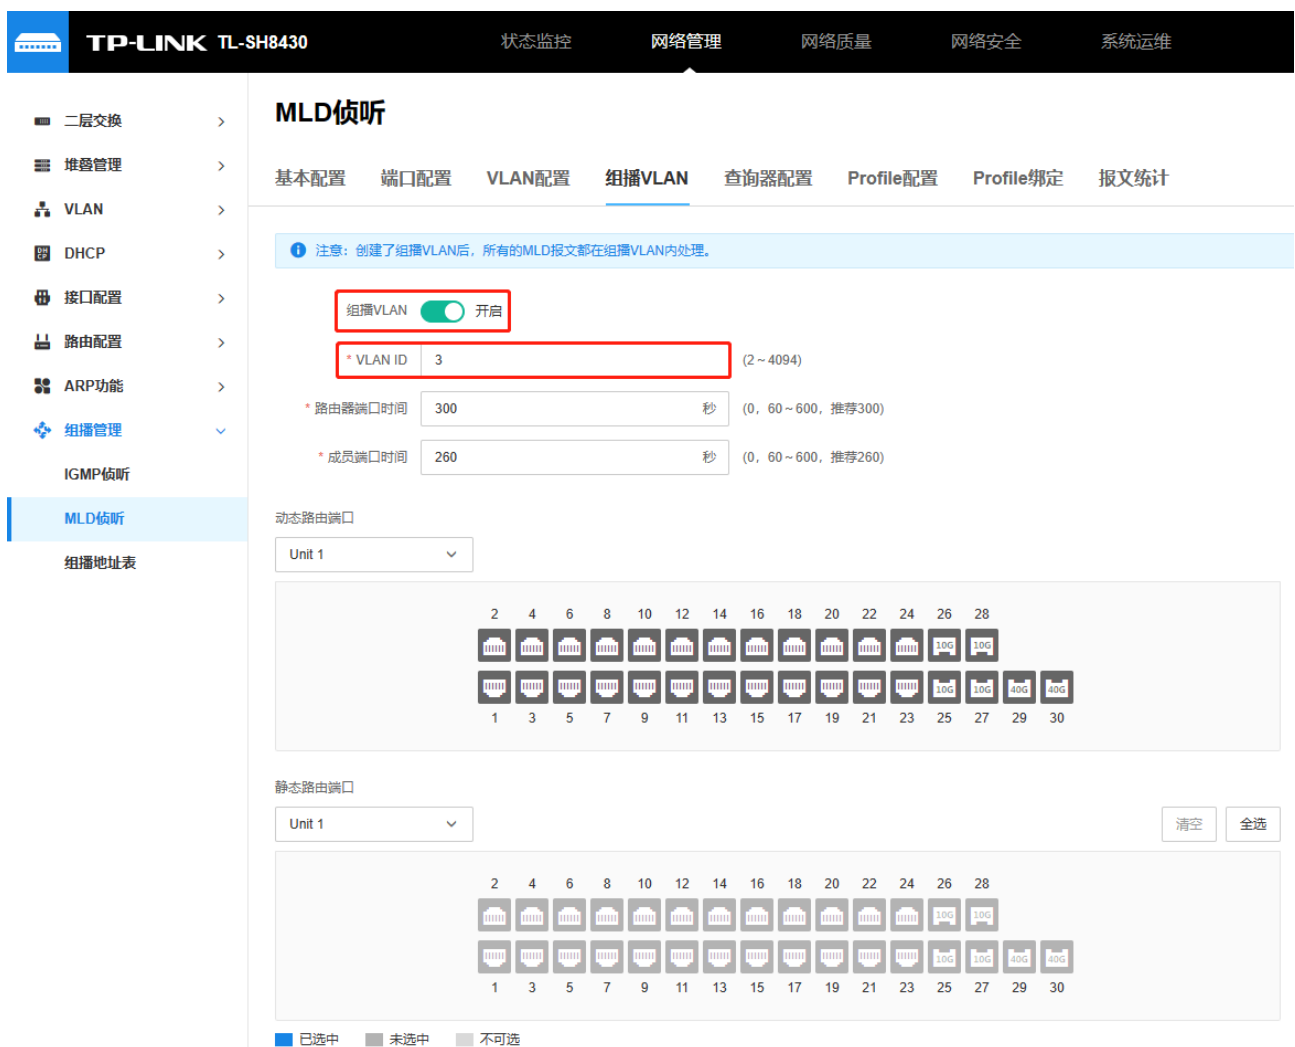 TP-LINK TL-SH8430 状态监控 网络管理 网络质量 网络安全 系统运维
二层交换
堆叠管理
VLAN
DHCP
接口配置
路由配置
ARP功能
组播管理
IGMP侦听
MLD侦听
组播地址表
MLD侦听
基本配置 端口配置 VLAN配置 组播VLAN 查询器配置 Profile配置 Profile绑定 报文统计
注意：创建了组播VLAN后，所有的MLD报文都在组播VLAN内处理。
组播VLAN 开启
* VLAN ID 3 (2～4094)
* 路由器端口时间 300 秒 (0，60～600，推荐300)
* 成员端口时间 260 秒 (0，60～600，推荐260)
动态路由端口
Unit 1
2 4 6 8 10 12 14 16 18 20 22 24 26 28
10G 10G
10G 10G 40G 40G
1 3 5 7 9 11 13 15 17 19 21 23 25 27 29 30
静态路由端口
Unit 1 清空 全选
2 4 6 8 10 12 14 16 18 20 22 24 26 28
10G 10G
10G 10G 40G 40G
1 3 5 7 9 11 13 15 17 19 21 23 25 27 29 30
已选中 未选中 不可选